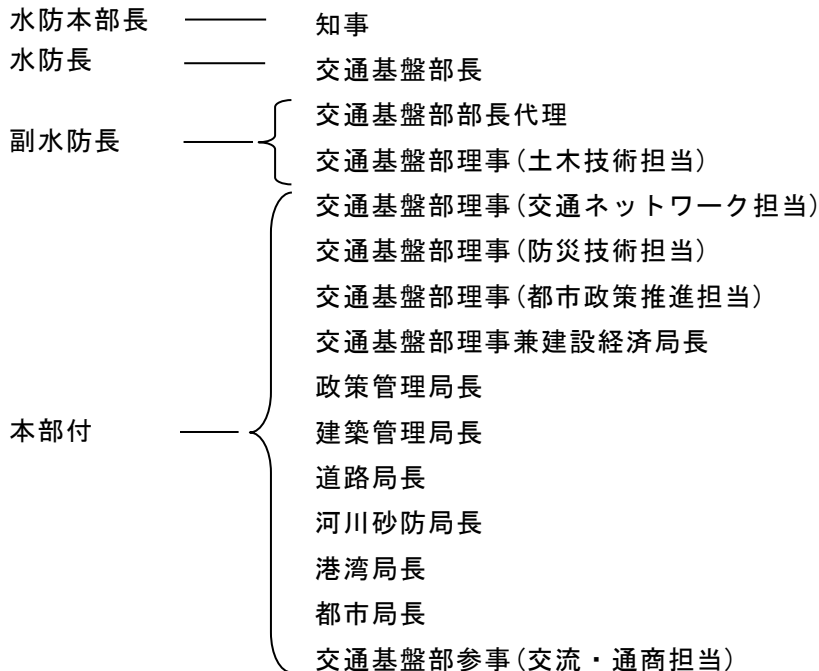 水防本部長 知事
水防長 交通基盤部長
交通基盤部部長代理
副水防長
交通基盤部理事(土木技術担当)
交通基盤部理事(交通ネットワーク担当)
交通基盤部理事(防災技術担当)
交通基盤部理事(都市政策推進担当)
交通基盤部理事兼建設経済局長
政策管理局長
本部付 建築管理局長
道路局長
河川砂防局長
港湾局長
都市局長
交通基盤部参事(交流・通商担当)